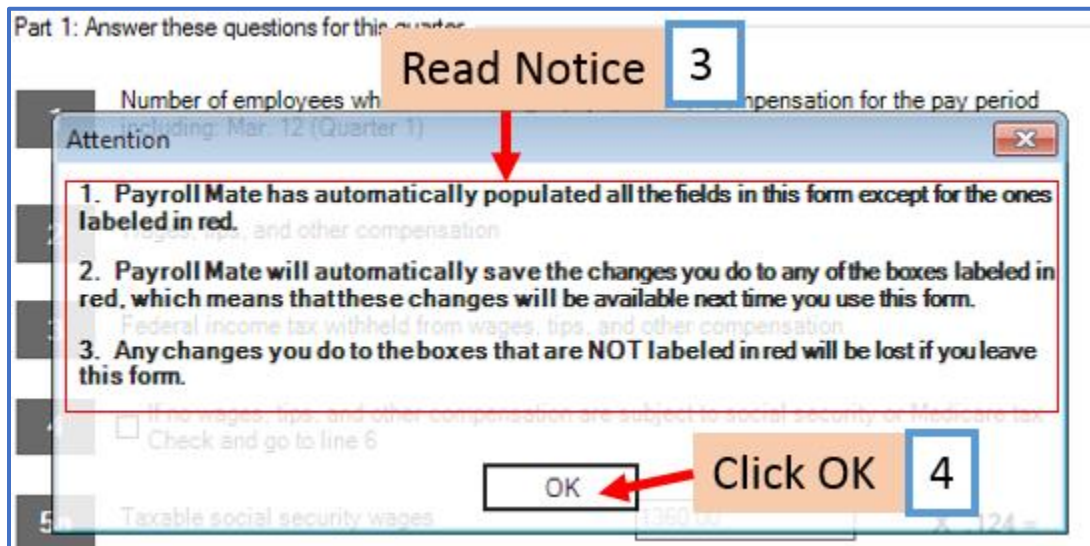 Part 1: Answer these questions for this quarter
Read Notice 3
Number of employees wh mpensation for the pay period
including: Mar. 12 (Quarter 1)
Attention
1. Payroll Mate has automatically populated all the fields in this form except for the ones
labeled in red.
2
Wages, tips, and other compensation
2. Payroll Mate will automatically save the changes you do to any of the boxes labeled in
red, which means that these changes will be available next time you use this form.
3
Federal income tax withheld from wages, tips, and other compensation
3. Any changes you do to the boxes that are NOT labeled in red will be lost if you leave
this form.
If no wages, tips, and other compensation are subject to social security or Medicare tax
Check and go to line 6
OK
Click OK 4
Taxable social security wages 4360.00 X .124 =